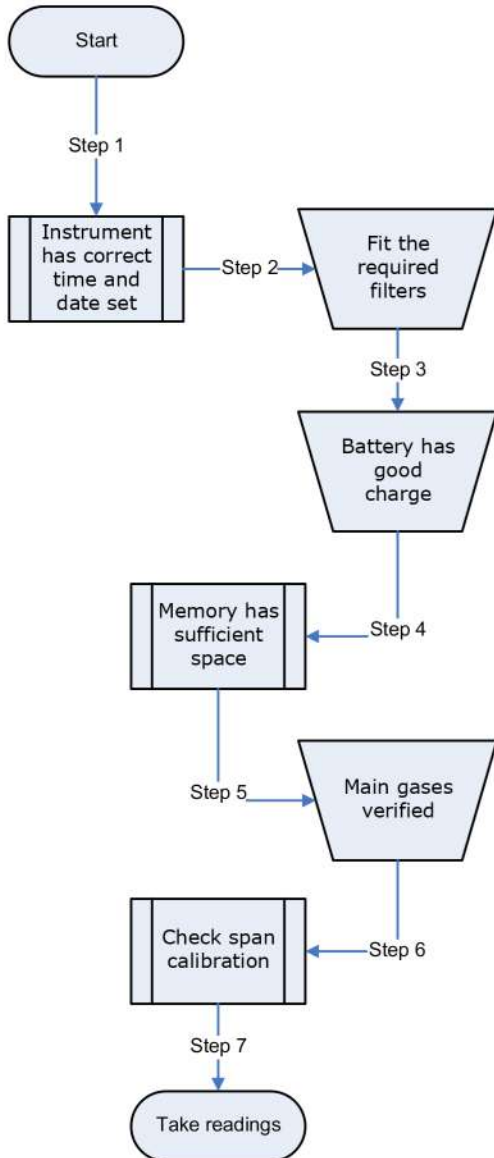 Start
Step 1
Instrument
has correct
time and
date set
Step 2
Fit the
required
filters
Step 3
Battery has
good
charge
Step 4
Memory has
sufficient
space
Step 5
Main gases
verified
Step 6
Check span
calibration
Step 7
Take readings